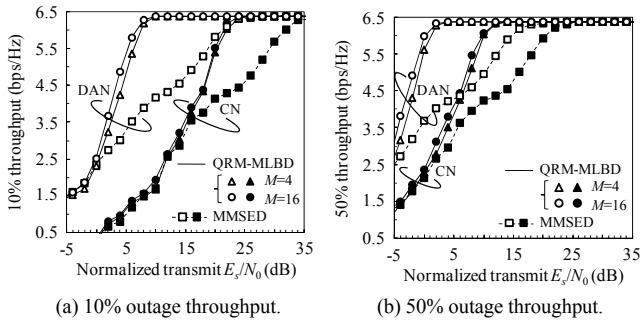 10% throughput (bps/Hz)
6.5
5.5
4.5
3.5
2.5
1.5
0.5
DAN
CN
QRM-MLBD
M=4
M=16
MMSED
-5 5 15 25 35
Normalized transmit Es/N0 (dB)
(a) 10% outage throughput.
50% throughput (bps/Hz)
6.5
5.5
4.5
3.5
2.5
1.5
0.5
DAN
CN
QRM-MLBD
M=4
M=16
MMSED
-5 5 15 25 35
Normalized transmit Es/N0 (dB)
(b) 50% outage throughput.